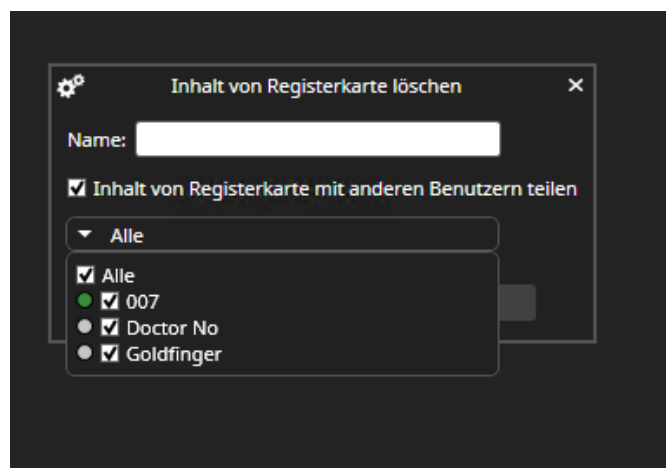 Inhalt von Registerkarte löschen
Name:
Inhalt von Registerkarte mit anderen Benutzern teilen
Alle
Alle
007
Doctor No
Goldfinger